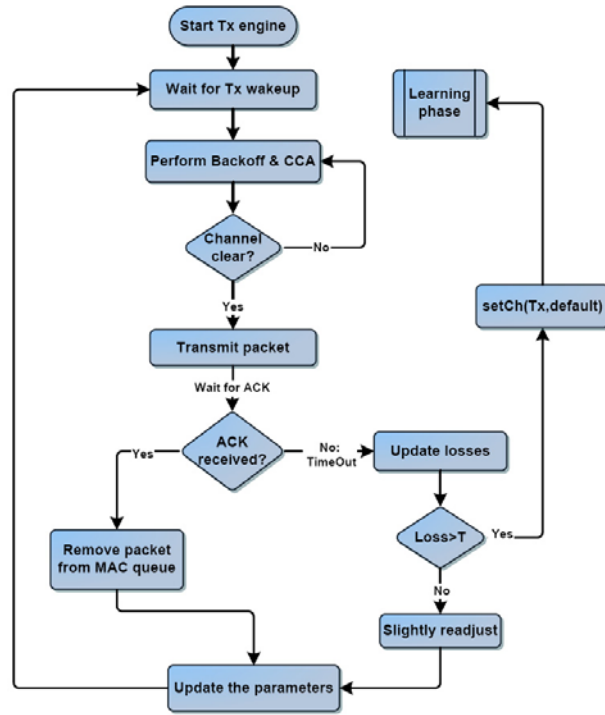 Start Tx engine
Wait for Tx wakeup
Learning
phase
Perform Backoff & CCA
Channel
clear?
No
Yes
setCh(Tx,default)
Transmit packet
Wait for ACK
ACK
received?
Yes
No:
TimeOut
Update losses
Loss>T
Yes
Remove packet
from MAC queue
No
Slightly readjust
Update the parameters